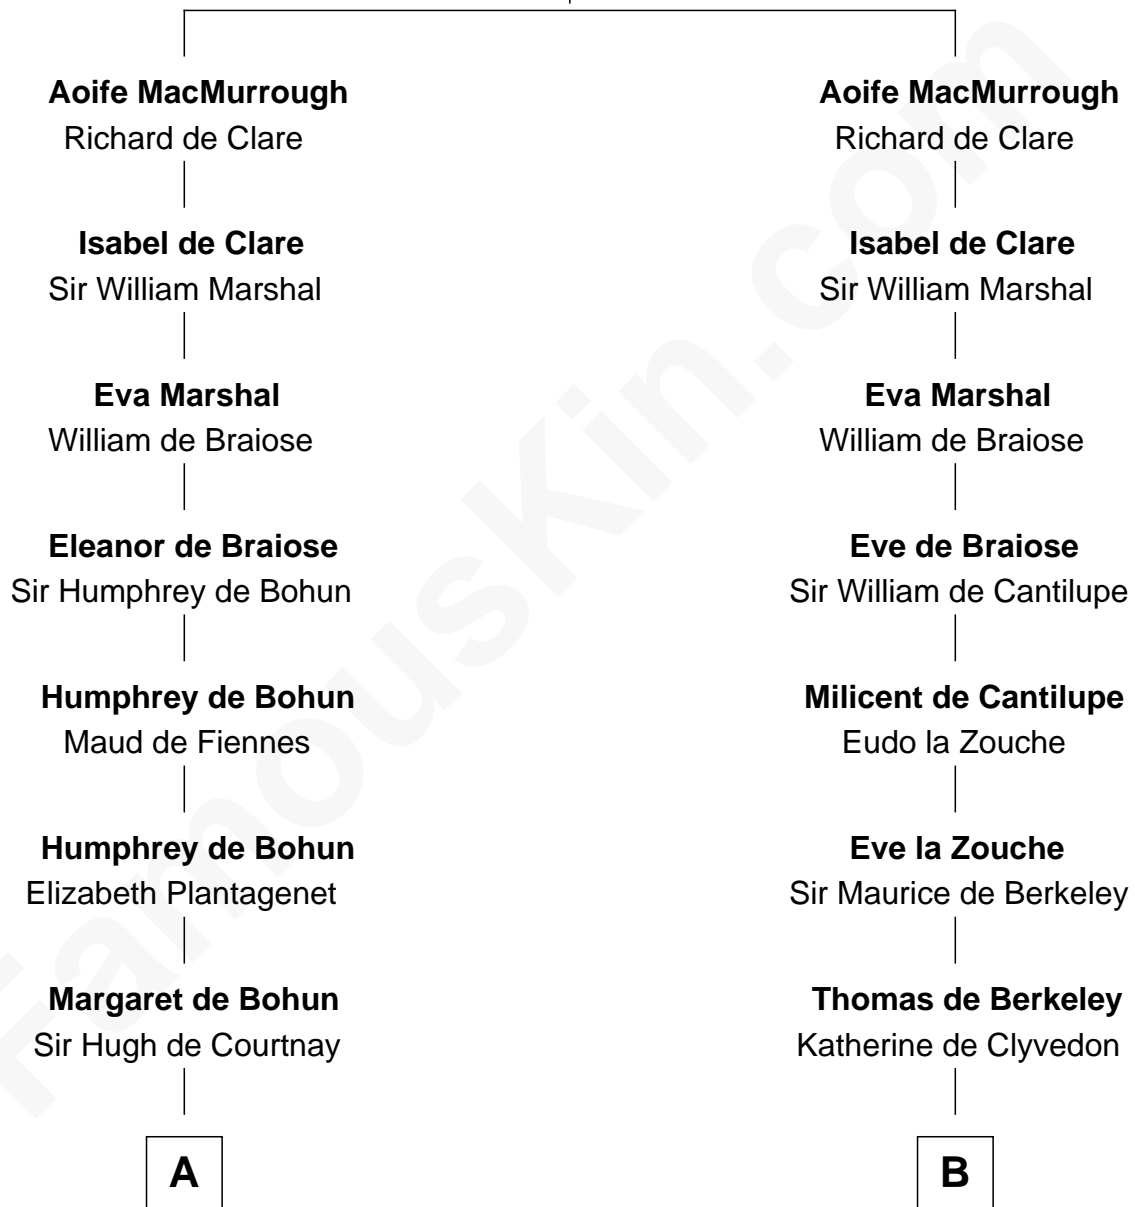 Aoife MacMurrough
Richard de Clare
Isabel de Clare
Sir William Marshal
Eva Marshal
William de Braiose
Eleanor de Braiose
Sir Humphrey de Bohun
Humphrey de Bohun
Maud de Fiennes
Humphrey de Bohun
Elizabeth Plantagenet
Margaret de Bohun
Sir Hugh de Courtnay
A
Aoife MacMurrough
Richard de Clare
Isabel de Clare
Sir William Marshal
Eva Marshal
William de Braiose
Eve de Braiose
Sir William de Cantilupe
Milicent de Cantilupe
Eudo la Zouche
Eve la Zouche
Sir Maurice de Berkeley
Thomas de Berkeley
Katherine de Clyvedon
B
FamousKin.com